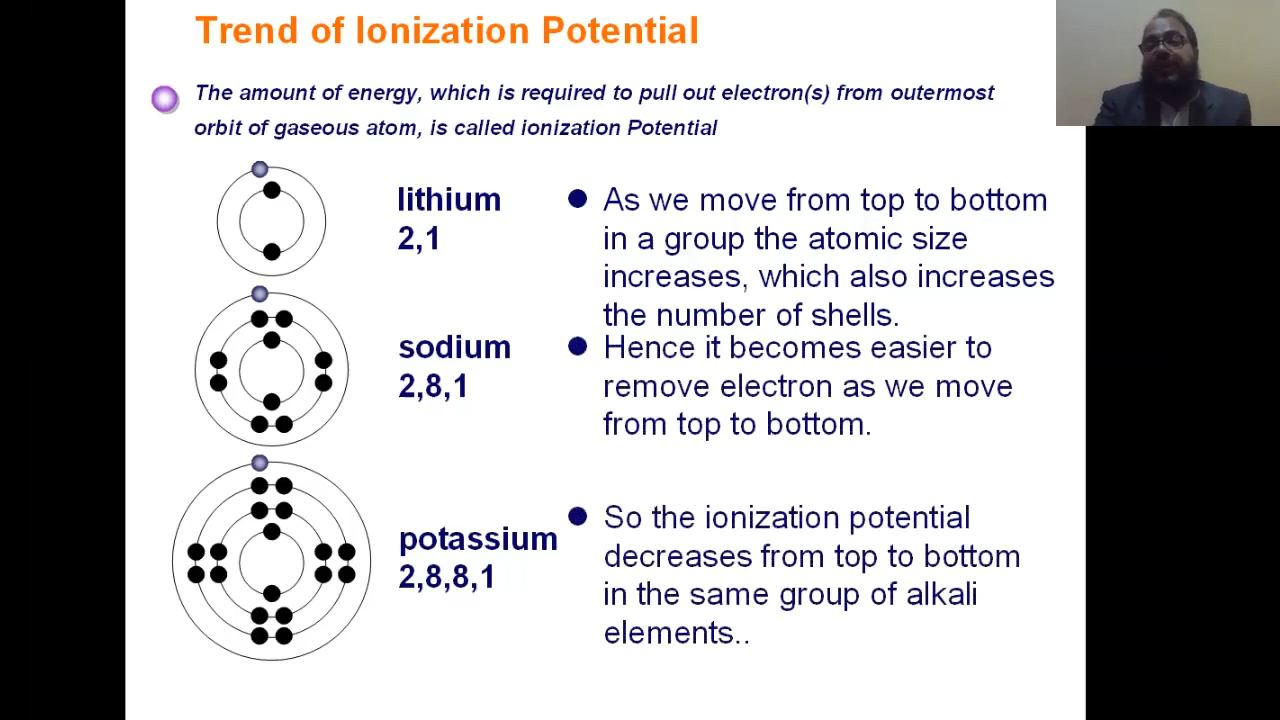 Trend of Ionization Potential
The amount of energy, which is required to pull out electron(s) from outermost
orbit of gaseous atom, is called ionization Potential
lithium
2,1
As we move from top to bottom
in a group the atomic size
increases, which also increases
the number of shells.
sodium
2,8,1
Hence it becomes easier to
remove electron as we move
from top to bottom.
potassium
2,8,8,1
So the ionization potential
decreases from top to bottom
in the same group of alkali
elements..